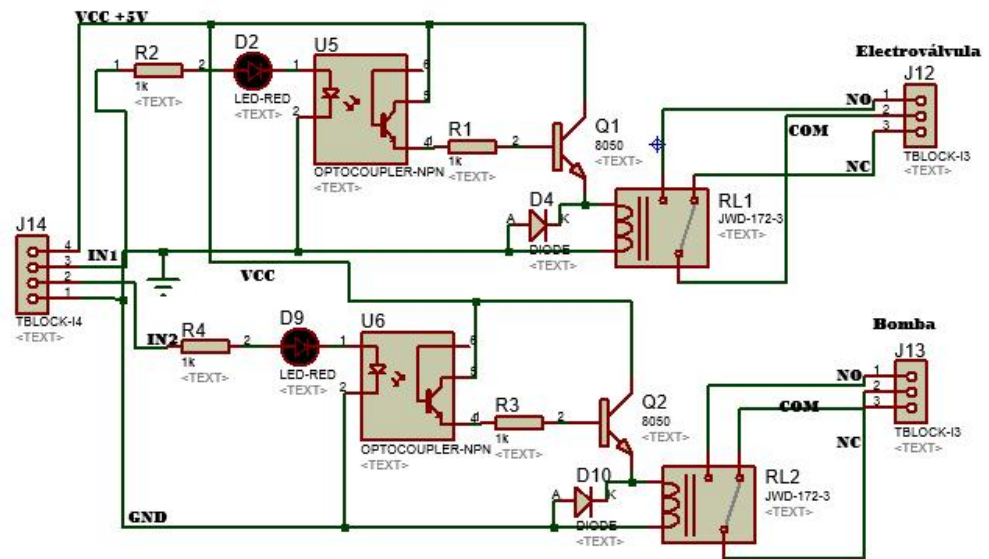 VCC +5V
R2
1
2
1k
<TEXT>
D2
LED-RED
<TEXT>
U5
1
2
6
5
4
OPTOCOUPLER-NPN
<TEXT>
R1
1
2
1k
<TEXT>
Q1
8050
<TEXT>
D4
A
K
DIODE
<TEXT>
RL1
JWD-172-3
<TEXT>
Electroválvula
J12
NO
1
COM
2
NC
3
TBLOCK-I3
<TEXT>
J14
4
IN1
3
2
1
TBLOCK-I4
<TEXT>
VCC
IN2
R4
2
1k
<TEXT>
D9
LED-RED
<TEXT>
U6
1
2
6
5
4
OPTOCOUPLER-NPN
<TEXT>
R3
1
2
1k
<TEXT>
Q2
8050
<TEXT>
D10
A
K
DIODE
<TEXT>
RL2
JWD-172-3
<TEXT>
Bomba
J13
NO
1
2
COM
3
NC
TBLOCK-I3
<TEXT>
GND